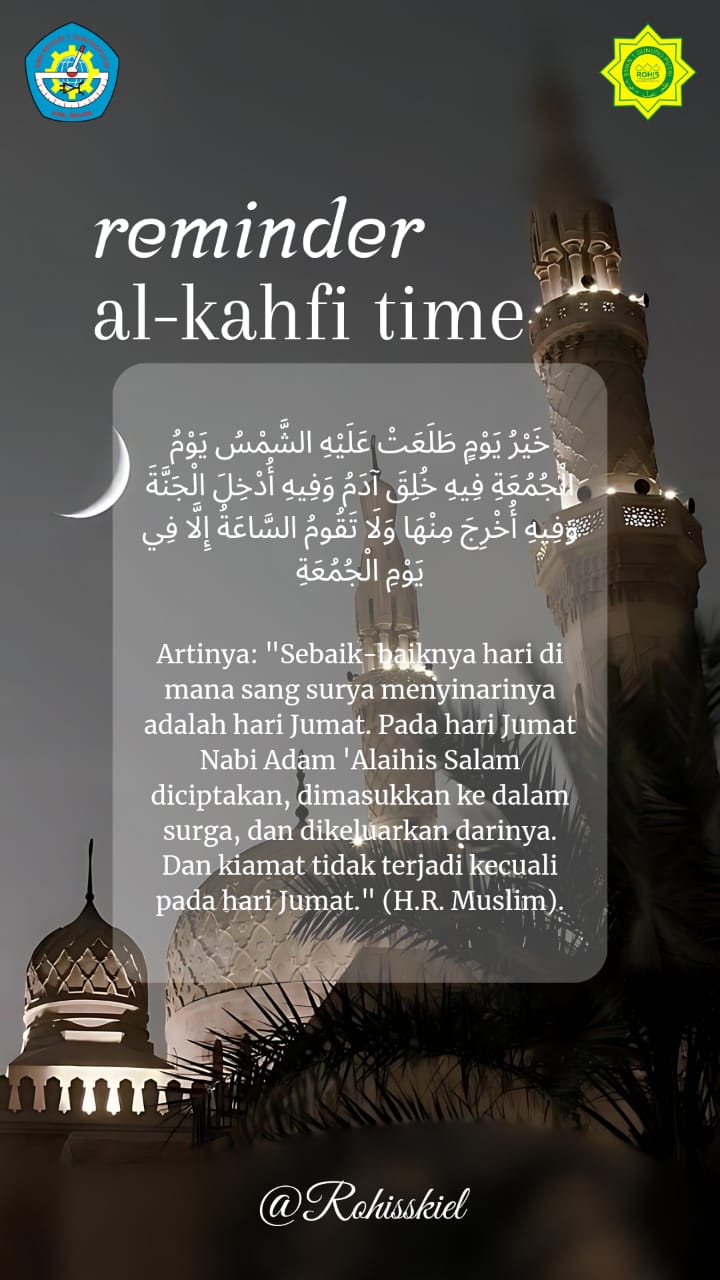 reminder
al-kahfi time
خَيْرُ يَوْمٍ طَلَعَتْ عَلَيْهِ الشَّمْسُ يَوْمُ
الْجُمُعَةِ فِيهِ خُلِقَ آدَمُ وَفِيهِ أُدْخِلَ الْجَنَّةَ
وَفِيهِ أُخْرِجَ مِنْهَا وَلَا تَقُومُ السَّاعَةُ إِلَّا فِي
يَوْمِ الْجُمُعَةِ
Artinya: "Sebaik-baiknya hari di
mana sang surya menyinarinya
adalah hari Jumat. Pada hari Jumat
Nabi Adam 'Alaihis Salam
diciptakan, dimasukkan ke dalam
surga, dan dikeluarkan darinya.
Dan kiamat tidak terjadi kecuali
pada hari Jumat." (H.R. Muslim).
@Rohisskiel
ROHIS